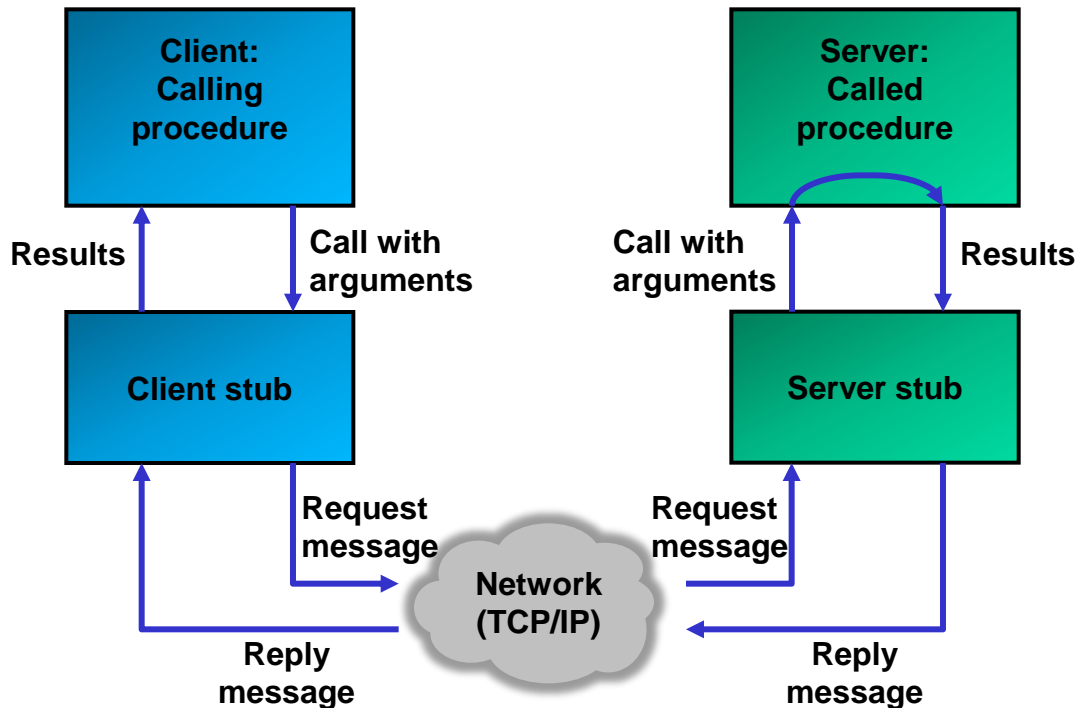 Client:
Calling
procedure
Server:
Called
procedure
Results
Call with
arguments
Call with
arguments
Results
Client stub
Server stub
Request
message
Request
message
Network
(TCP/IP)
Reply
message
Reply
message